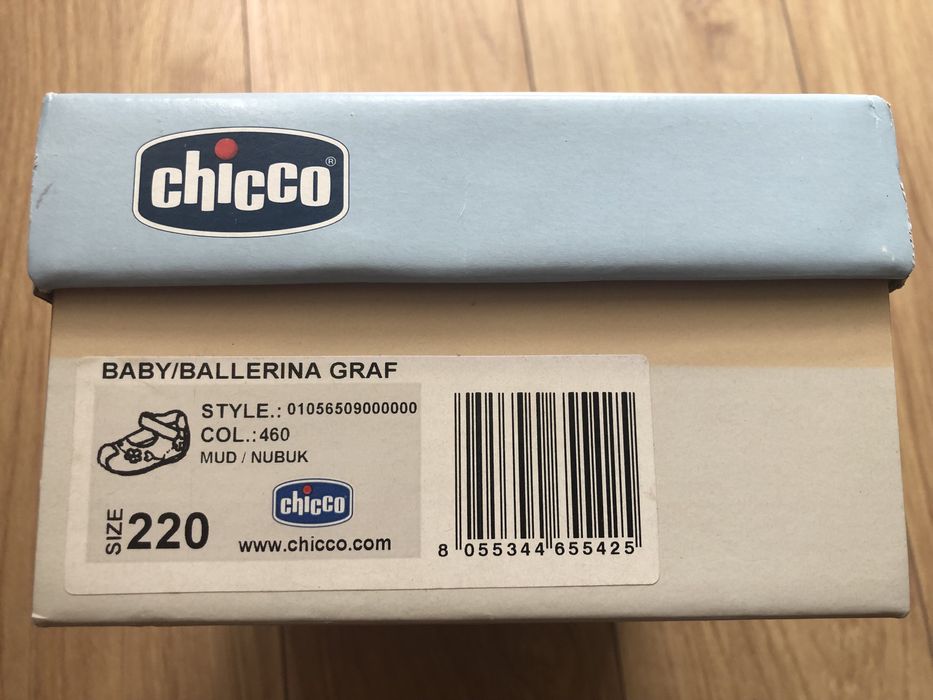 chicco®
BABY/BALLERINA GRAF
STYLE.: 01056509000000
COL.:460
MUD / NUBUK
SIZE 220
chicco
www.chicco.com
8 055344 655425